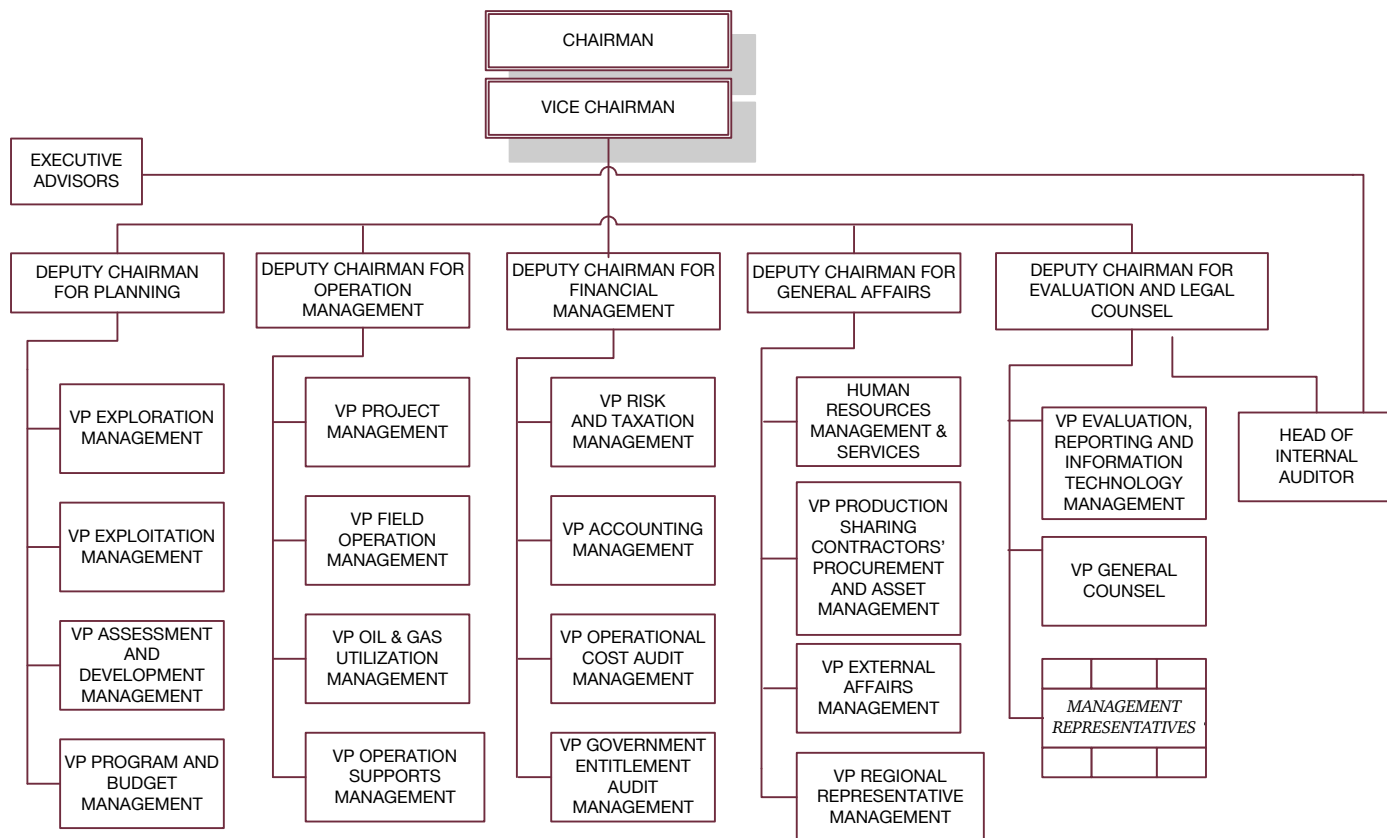 CHAIRMAN
VICE CHAIRMAN
EXECUTIVE
ADVISORS
DEPUTY CHAIRMAN
FOR PLANNING
DEPUTY CHAIRMAN FOR
OPERATION
MANAGEMENT
DEPUTY CHAIRMAN FOR
FINANCIAL
MANAGEMENT
DEPUTY CHAIRMAN FOR
GENERAL AFFAIRS
DEPUTY CHAIRMAN FOR
EVALUATION AND LEGAL
COUNSEL
VP EXPLORATION
MANAGEMENT
VP EXPLOITATION
MANAGEMENT
VP ASSESSMENT
AND
DEVELOPMENT
MANAGEMENT
VP PROGRAM AND
BUDGET
MANAGEMENT
VP PROJECT
MANAGEMENT
VP FIELD
OPERATION
MANAGEMENT
VP OIL & GAS
UTILIZATION
MANAGEMENT
VP OPERATION
SUPPORTS
MANAGEMENT
VP RISK
AND TAXATION
MANAGEMENT
VP ACCOUNTING
MANAGEMENT
VP OPERATIONAL
COST AUDIT
MANAGEMENT
VP GOVERNMENT
ENTITLEMENT
AUDIT
MANAGEMENT
HUMAN
RESOURCES
MANAGEMENT &
SERVICES
VP PRODUCTION
SHARING
CONTRACTORS’
PROCUREMENT
AND ASSET
MANAGEMENT
VP EXTERNAL
AFFAIRS
MANAGEMENT
VP REGIONAL
REPRESENTATIVE
MANAGEMENT
VP EVALUATION,
REPORTING AND
INFORMATION
TECHNOLOGY
MANAGEMENT
VP GENERAL
COUNSEL
MANAGEMENT
REPRESENTATIVES
HEAD OF
INTERNAL
AUDITOR